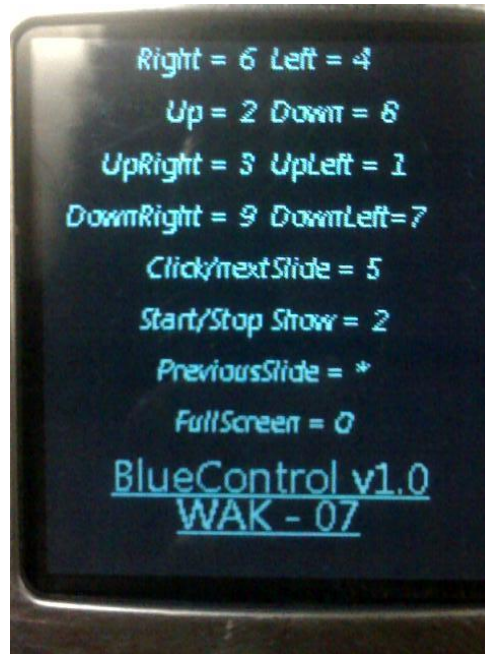 Right = 6 Left = 4
Up = 2 Down = 8
UpRight = 3 UpLeft = 1
DownRight = 9 DownLeft=7
Click/nextSlide = 5
Start/Stop Show = 2
PreviousSlide = *
FullScreen = 0
BlueControl v1.0
WAK - 07